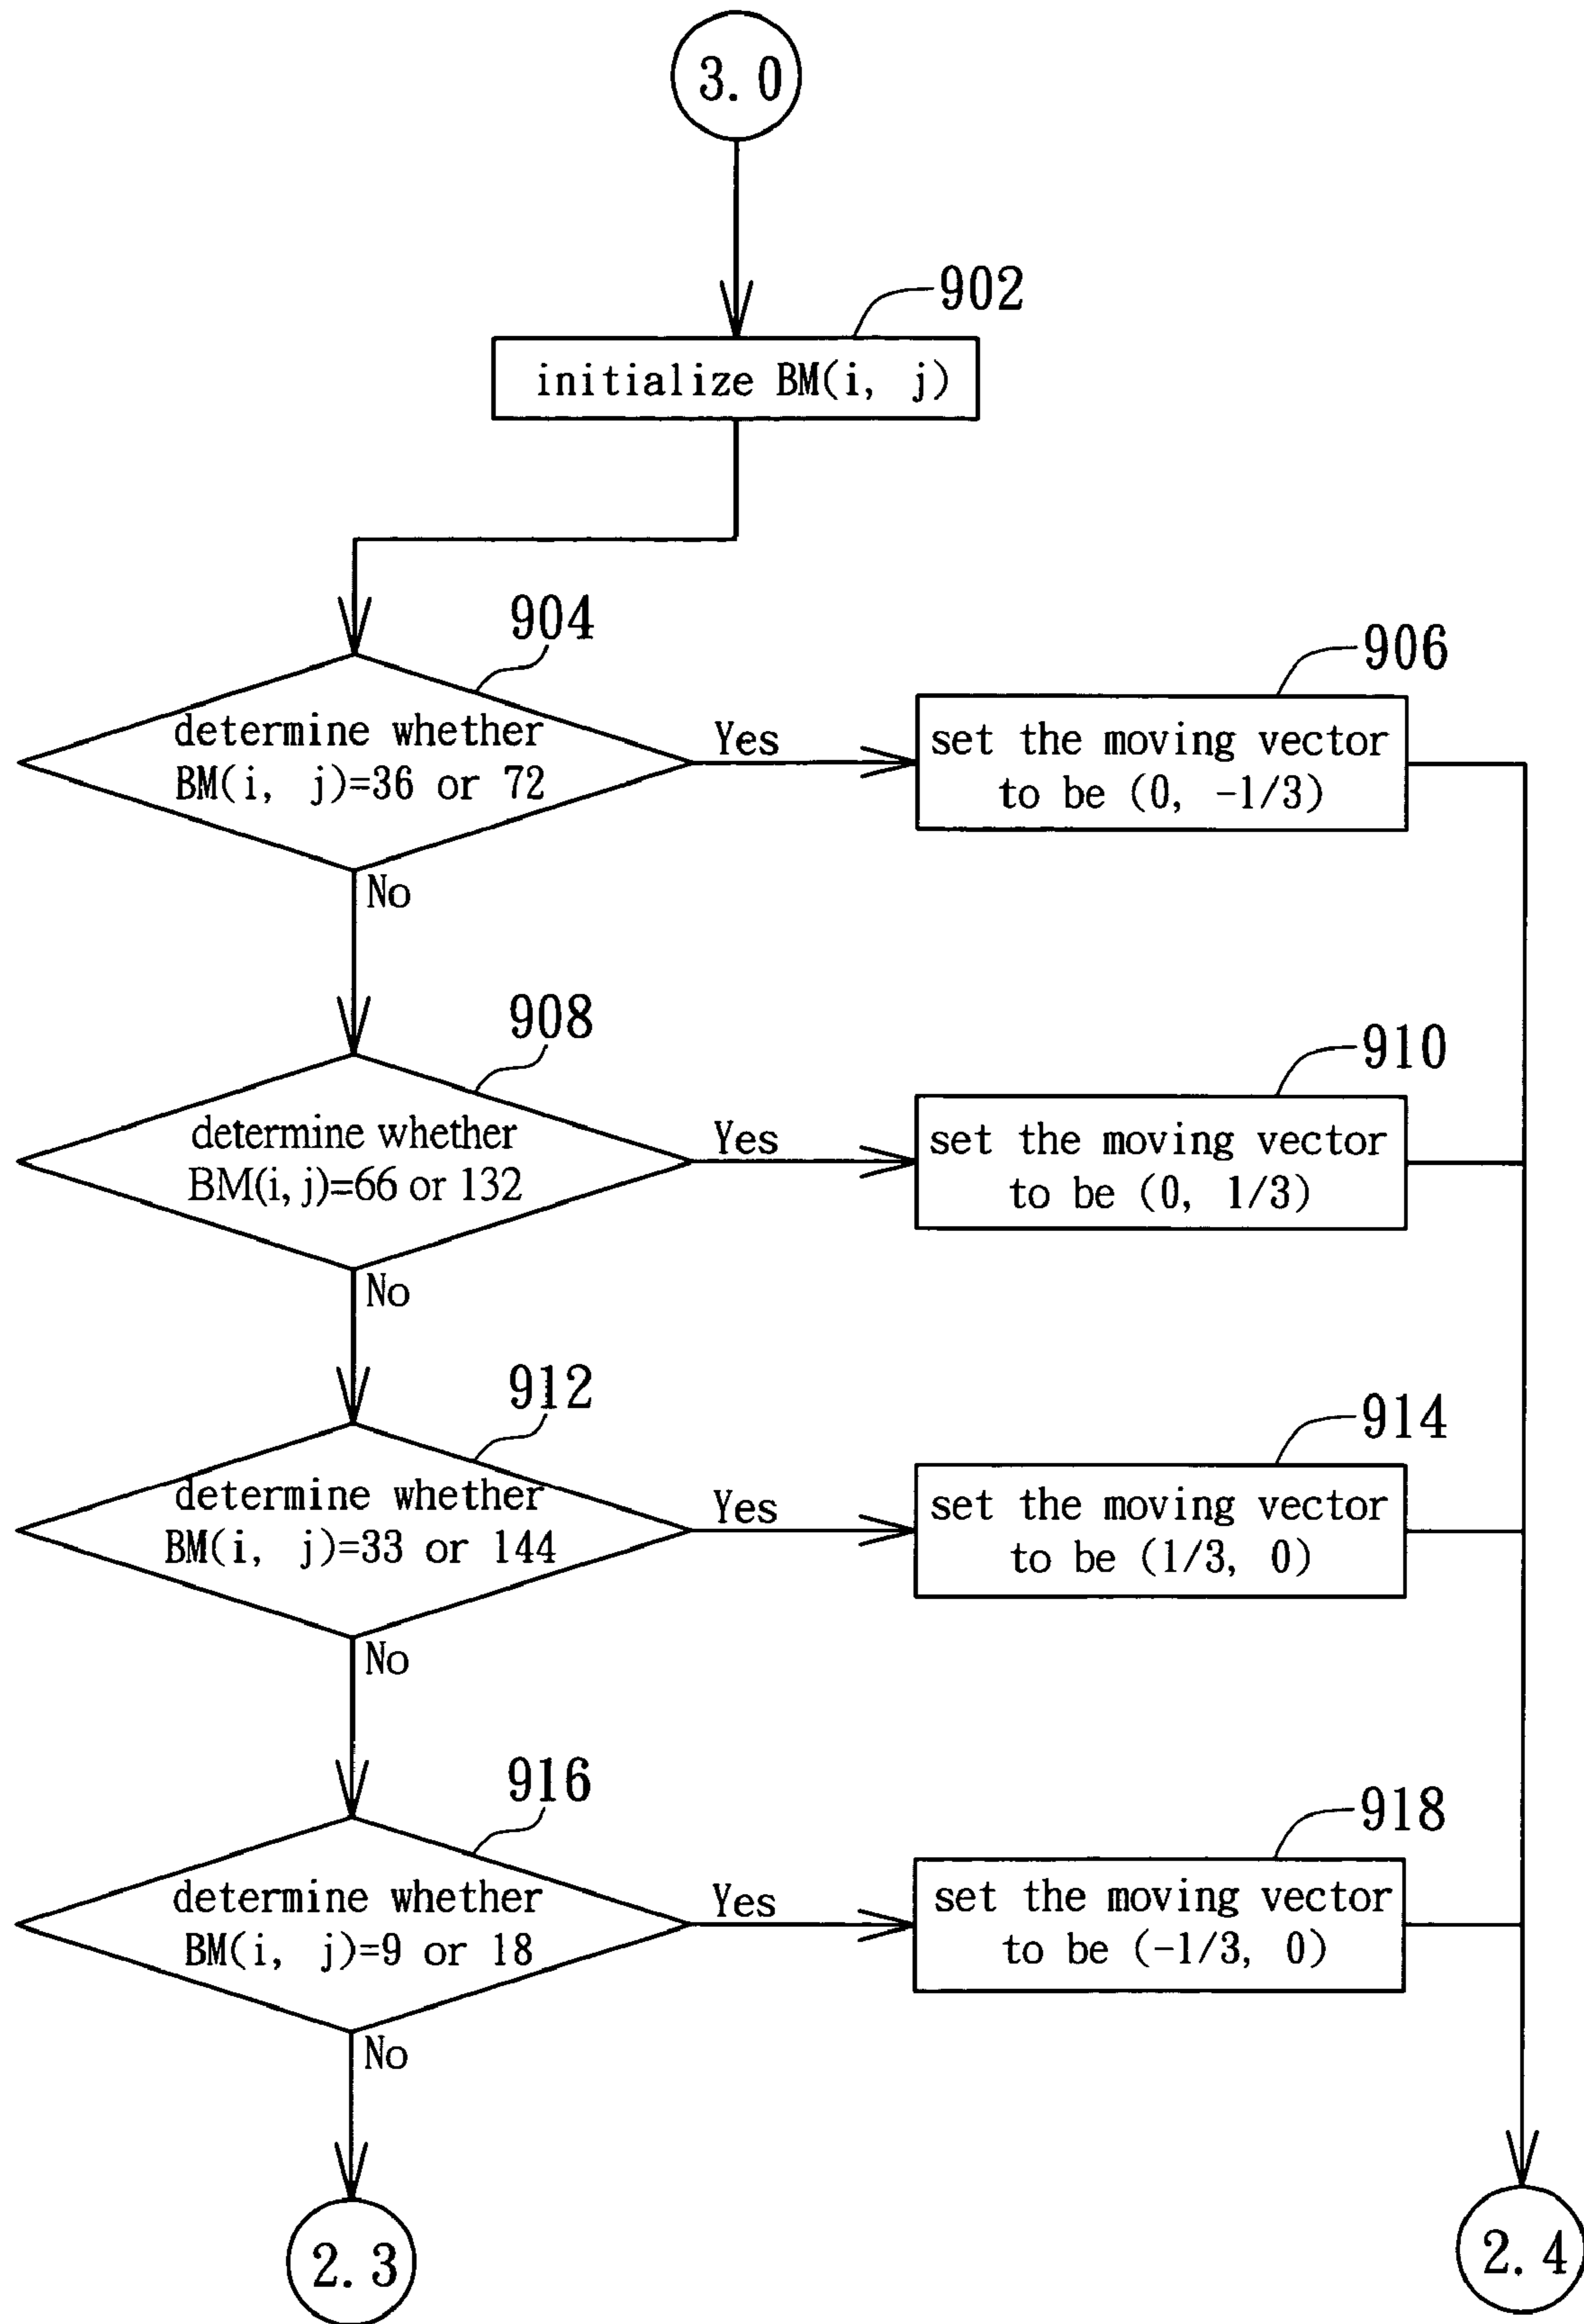 3. 0
902
initialize BM(i, j)
904
determine whether
BM(i, j)=36 or 72
Yes
906
set the moving vector
to be (0, -1/3)
No
908
determine whether
BM(i, j)=66 or 132
Yes
910
set the moving vector
to be (0, 1/3)
No
912
determine whether
BM(i, j)=33 or 144
Yes
914
set the moving vector
to be (1/3, 0)
No
916
determine whether
BM(i, j)=9 or 18
Yes
918
set the moving vector
to be (-1/3, 0)
No
2. 3
2. 4